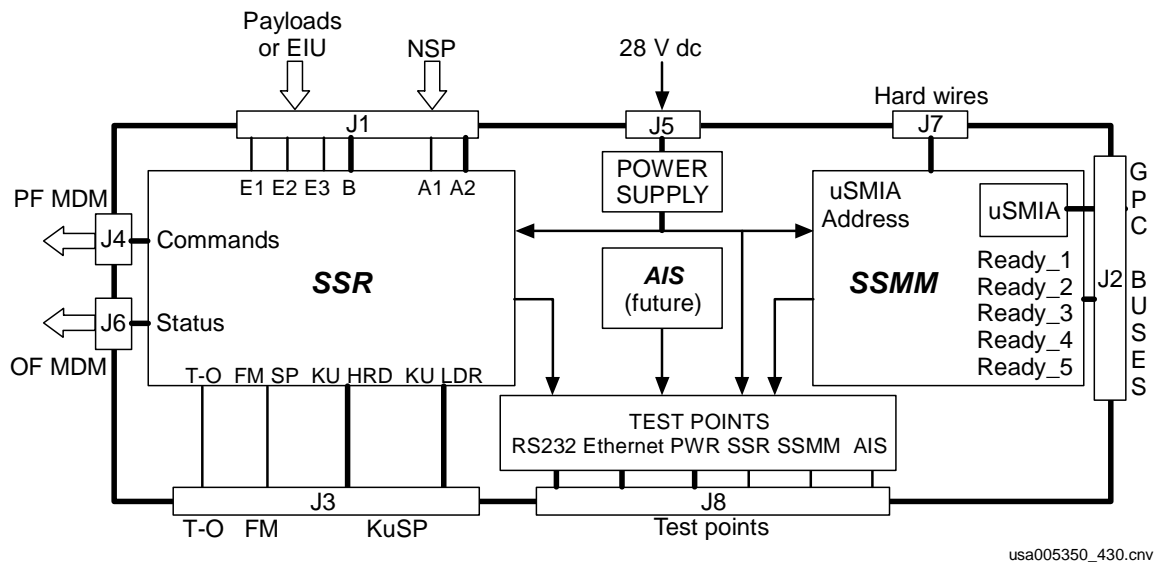 Payloads
or EIU
NSP
28 V dc
Hard wires
J1
J5
J7
E1 E2 E3 B A1 A2
POWER
SUPPLY
uSMIA
Address
uSMIA
PF MDM
J4
Commands
SSR
AIS
(future)
SSMM
Ready_1
Ready_2
Ready_3
Ready_4
Ready_5
J2
GPC BUSES
J6
Status
OF MDM
T-O FM SP KU HRD KU LDR
TEST POINTS
RS232 Ethernet PWR SSR SSMM AIS
J3
J8
T-O FM KuSP
Test points
usa005350_430.cnv